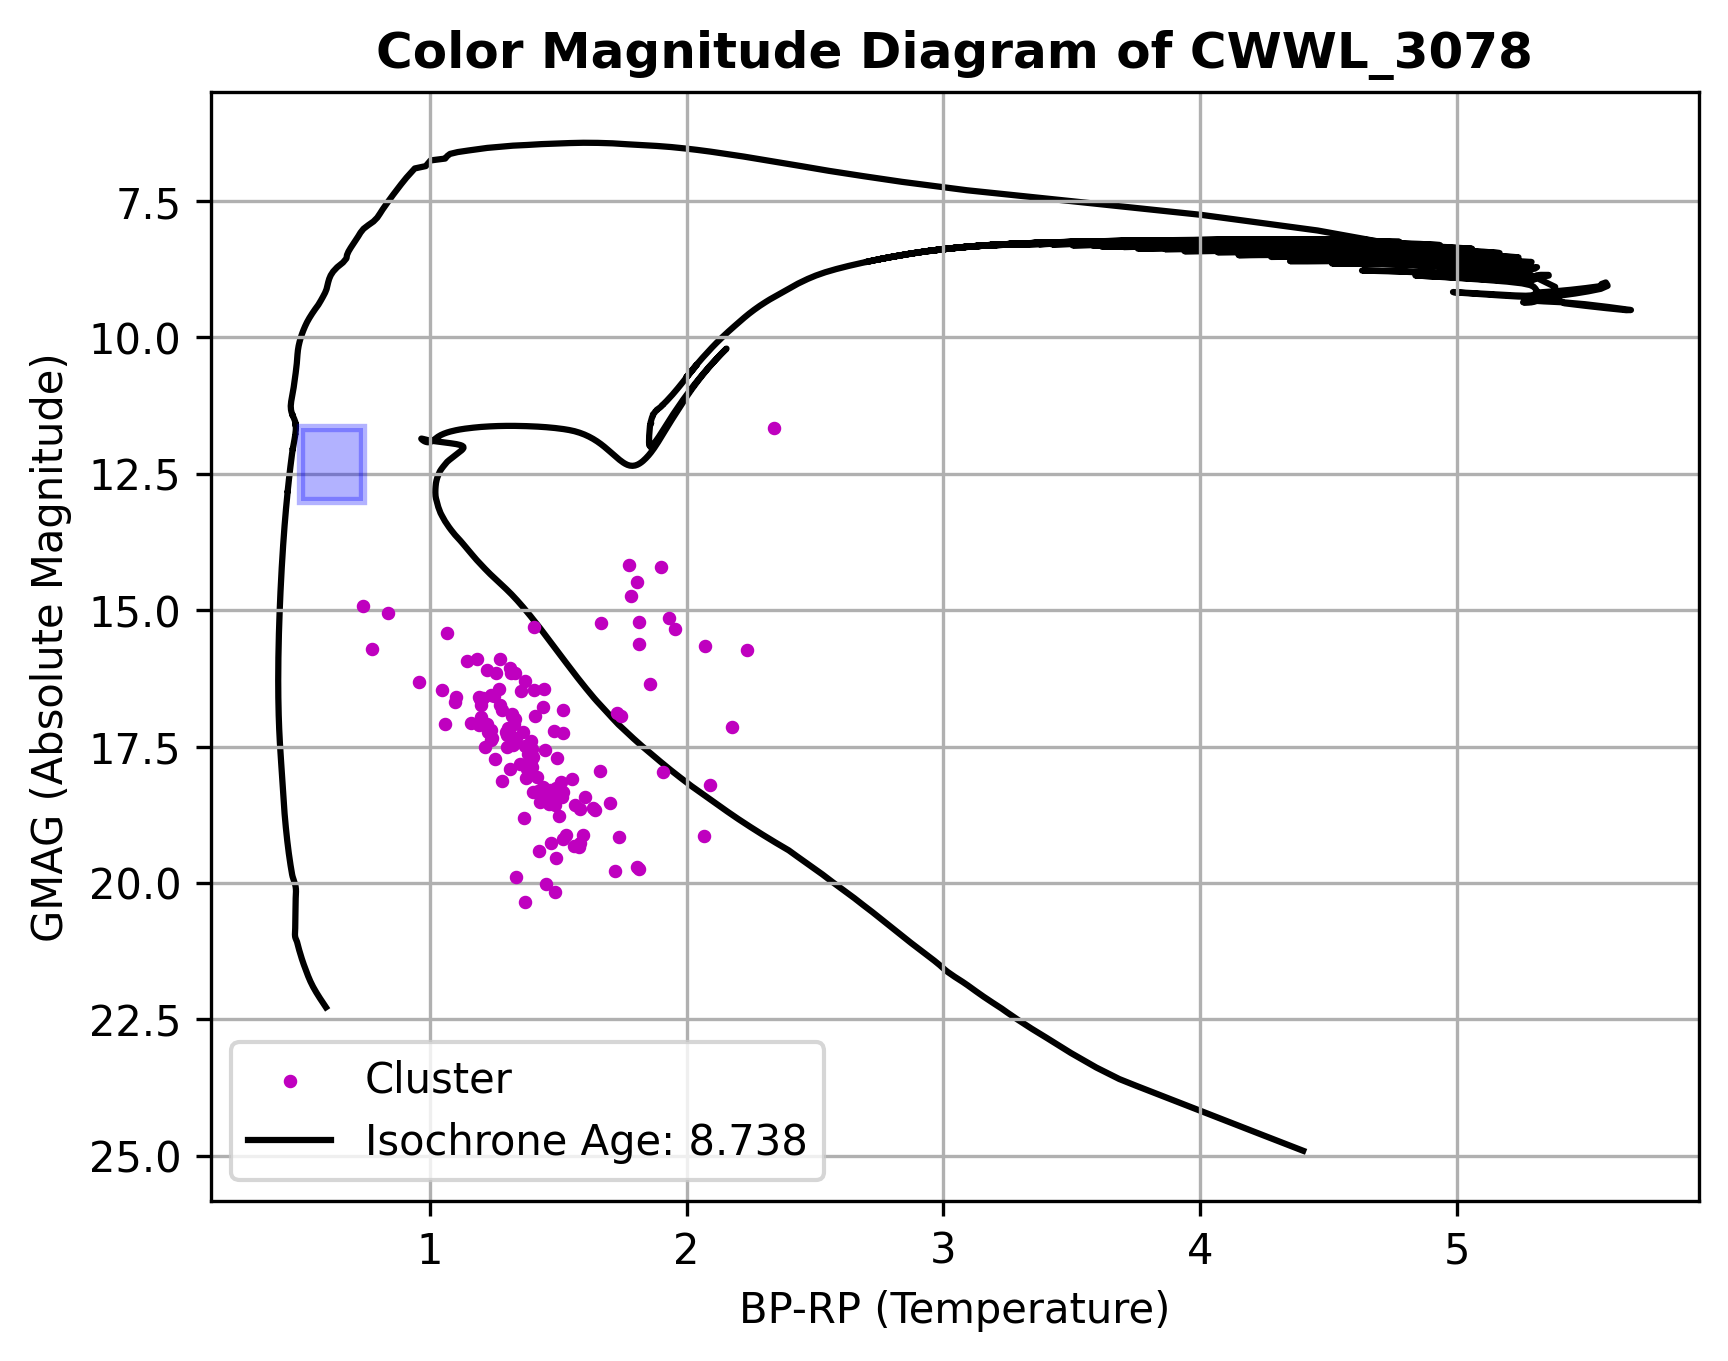 Color Magnitude Diagram of CWWL_3078
GMAG (Absolute Magnitude)
7.5
10.0
12.5
15.0
17.5
20.0
22.5
25.0
Cluster
Isochrone Age: 8.738
1 2 3 4 5
BP-RP (Temperature)